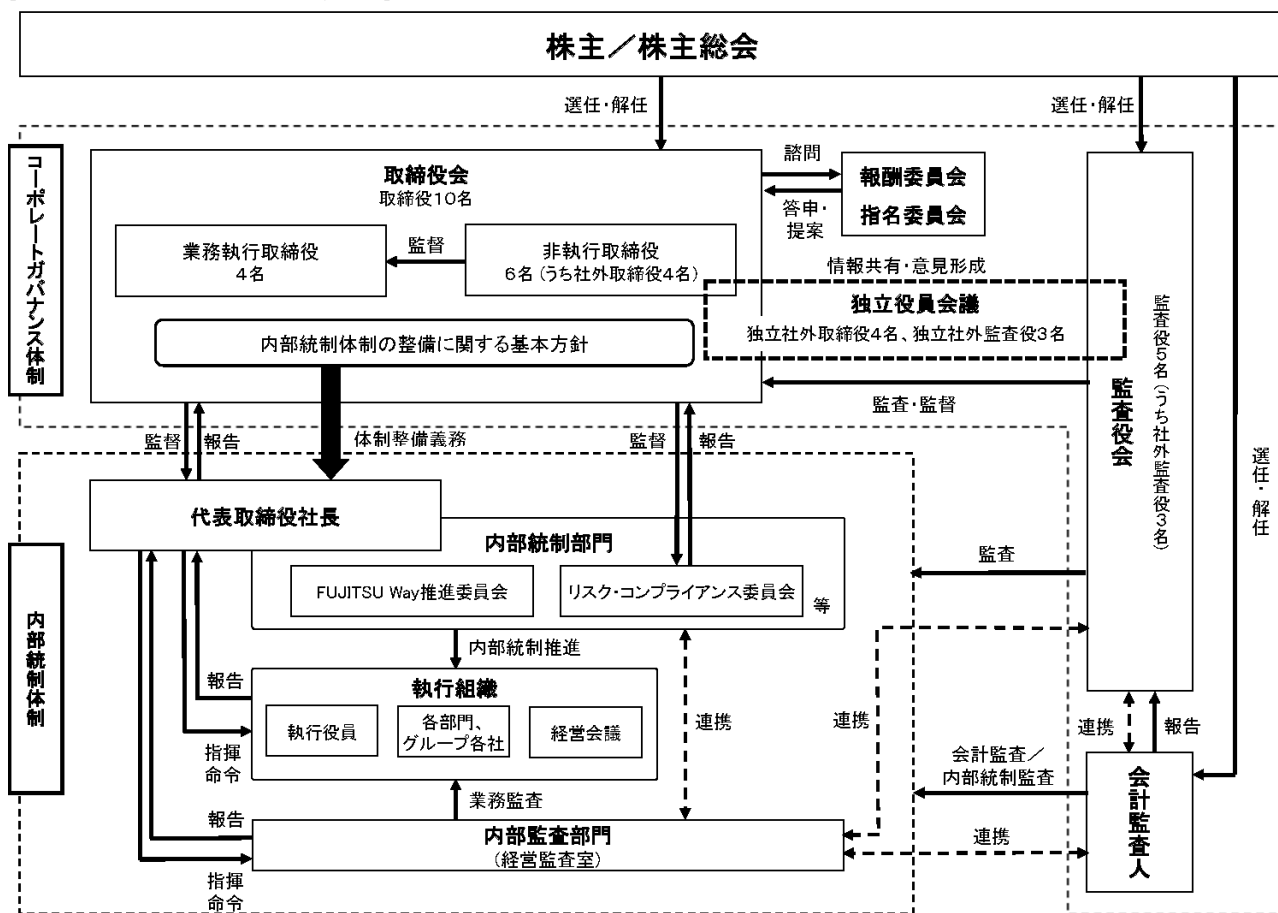 株主／株主総会
選任・解任
選任・解任
コーポレートガバナンス体制
取締役会
取締役10名
諮問
答申・
提案
報酬委員会
指名委員会
業務執行取締役
4名
監督
非執行取締役
6名（うち社外取締役4名）
情報共有・意見形成
独立役員会議
独立社外取締役4名、独立社外監査役3名
内部統制体制の整備に関する基本方針
監査・監督
監査役会
監査役5名（うち社外監査役3名）
選任・解任
監督
報告
体制整備義務
監督
報告
内部統制体制
代表取締役社長
内部統制部門
FUJITSU Way推進委員会
リスク・コンプライアンス委員会
等
監査
内部統制推進
報告
執行組織
執行役員
各部門、
グループ各社
経営会議
指揮
命令
連携
連携
連携
報告
会計監査／
内部統制監査
会計監査人
業務監査
報告
内部監査部門
（経営監査室）
連携
指揮
命令